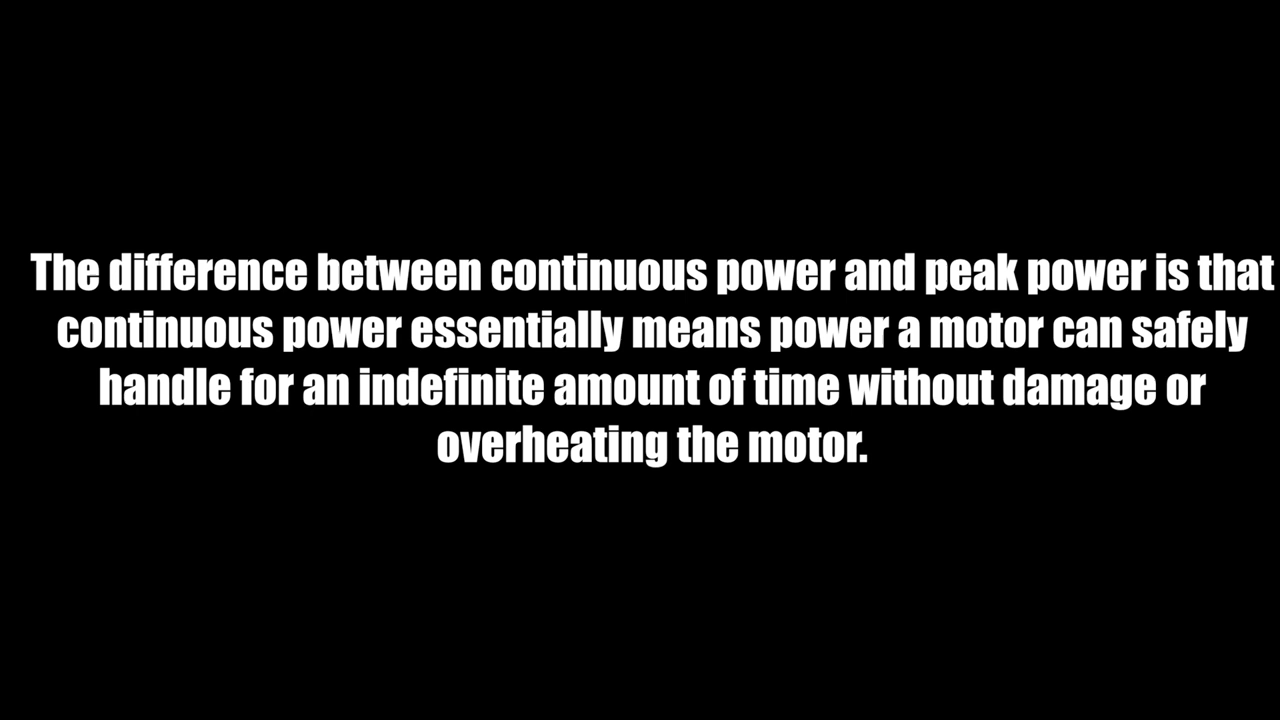 The difference between continuous power and peak power is that
continuous power essentially means power a motor can safely
handle for an indefinite amount of time without damage or
overheating the motor.